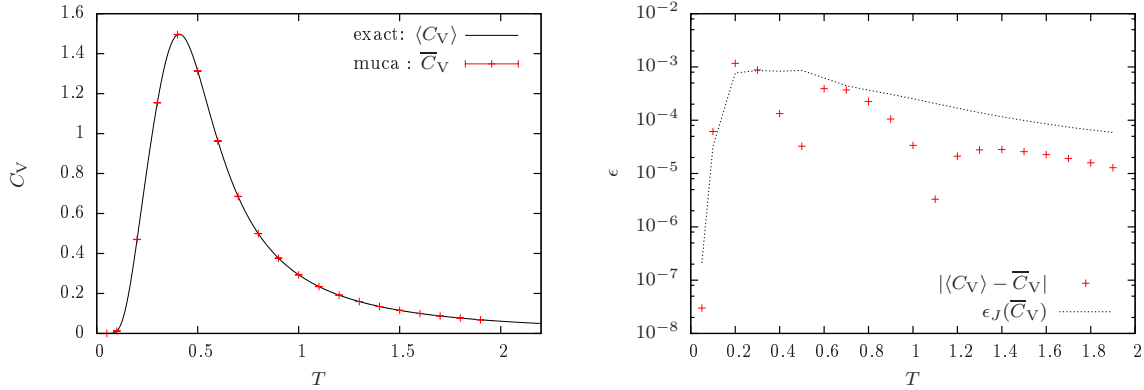 1.6
1.4
1.2
1
0.8
0.6
0.4
0.2
0
C_V
0 0.5 1 1.5 2
T
exact: ⟨C_V⟩
muca : C̅_V
10^−2
10^−3
10^−4
10^−5
10^−6
10^−7
10^−8
ϵ
0 0.2 0.4 0.6 0.8 1 1.2 1.4 1.6 1.8 2
T
|⟨C_V⟩ − C̅_V|
ϵ_J(C̅_V)